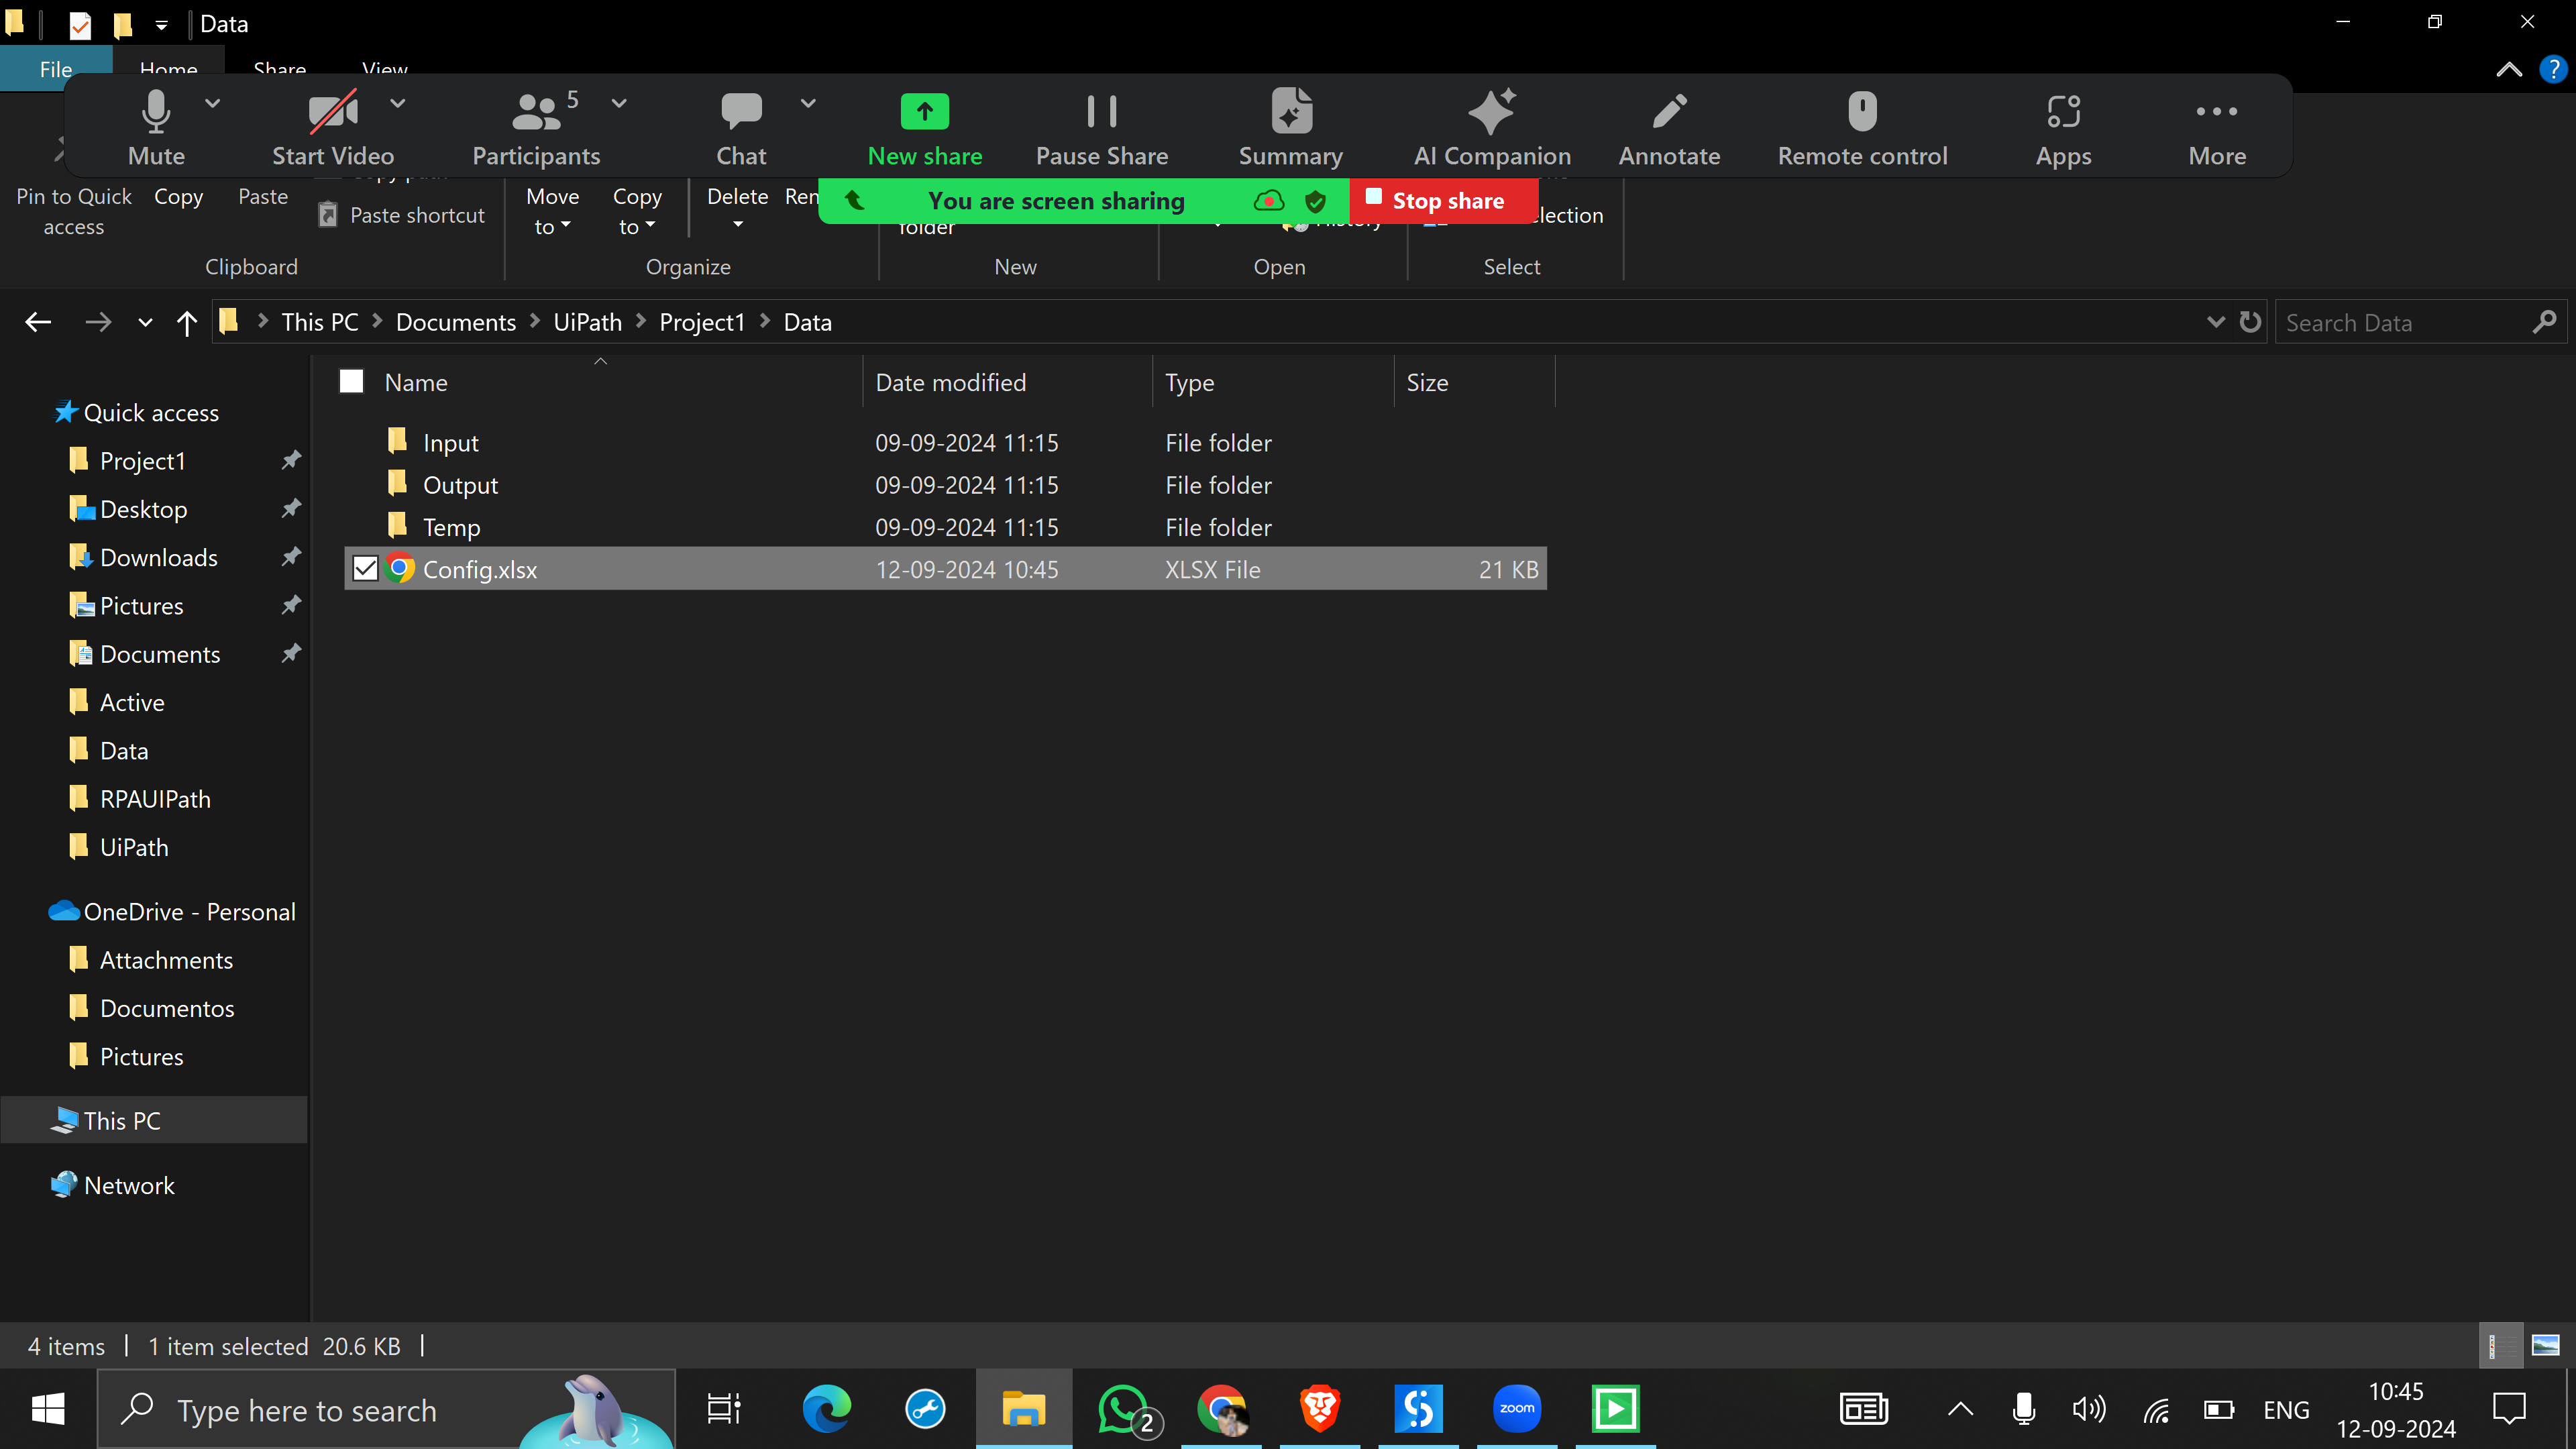 Data
File
Home
Share
View
Mute
Start Video
5
Participants
Chat
New share
Pause Share
Summary
AI Companion
Annotate
Remote control
Apps
More
You are screen sharing
Stop share
Pin to Quick
access
Copy
Paste
Paste shortcut
Move
to
Copy
to
Delete
folder
History
Clipboard
Organize
New
Open
Select
This PC
Documents
UiPath
Project1
Data
Search Data
Name
Date modified
Type
Size
Input
09-09-2024 11:15
File folder
Output
09-09-2024 11:15
File folder
Temp
09-09-2024 11:15
File folder
Config.xlsx
12-09-2024 10:45
XLSX File
21 KB
Quick access
Project1
Desktop
Downloads
Pictures
Documents
Active
Data
RPAUIPath
UiPath
OneDrive - Personal
Attachments
Documentos
Pictures
This PC
Network
4 items
1 item selected 20.6 KB
Type here to search
2
zoom
ENG
10:45
12-09-2024